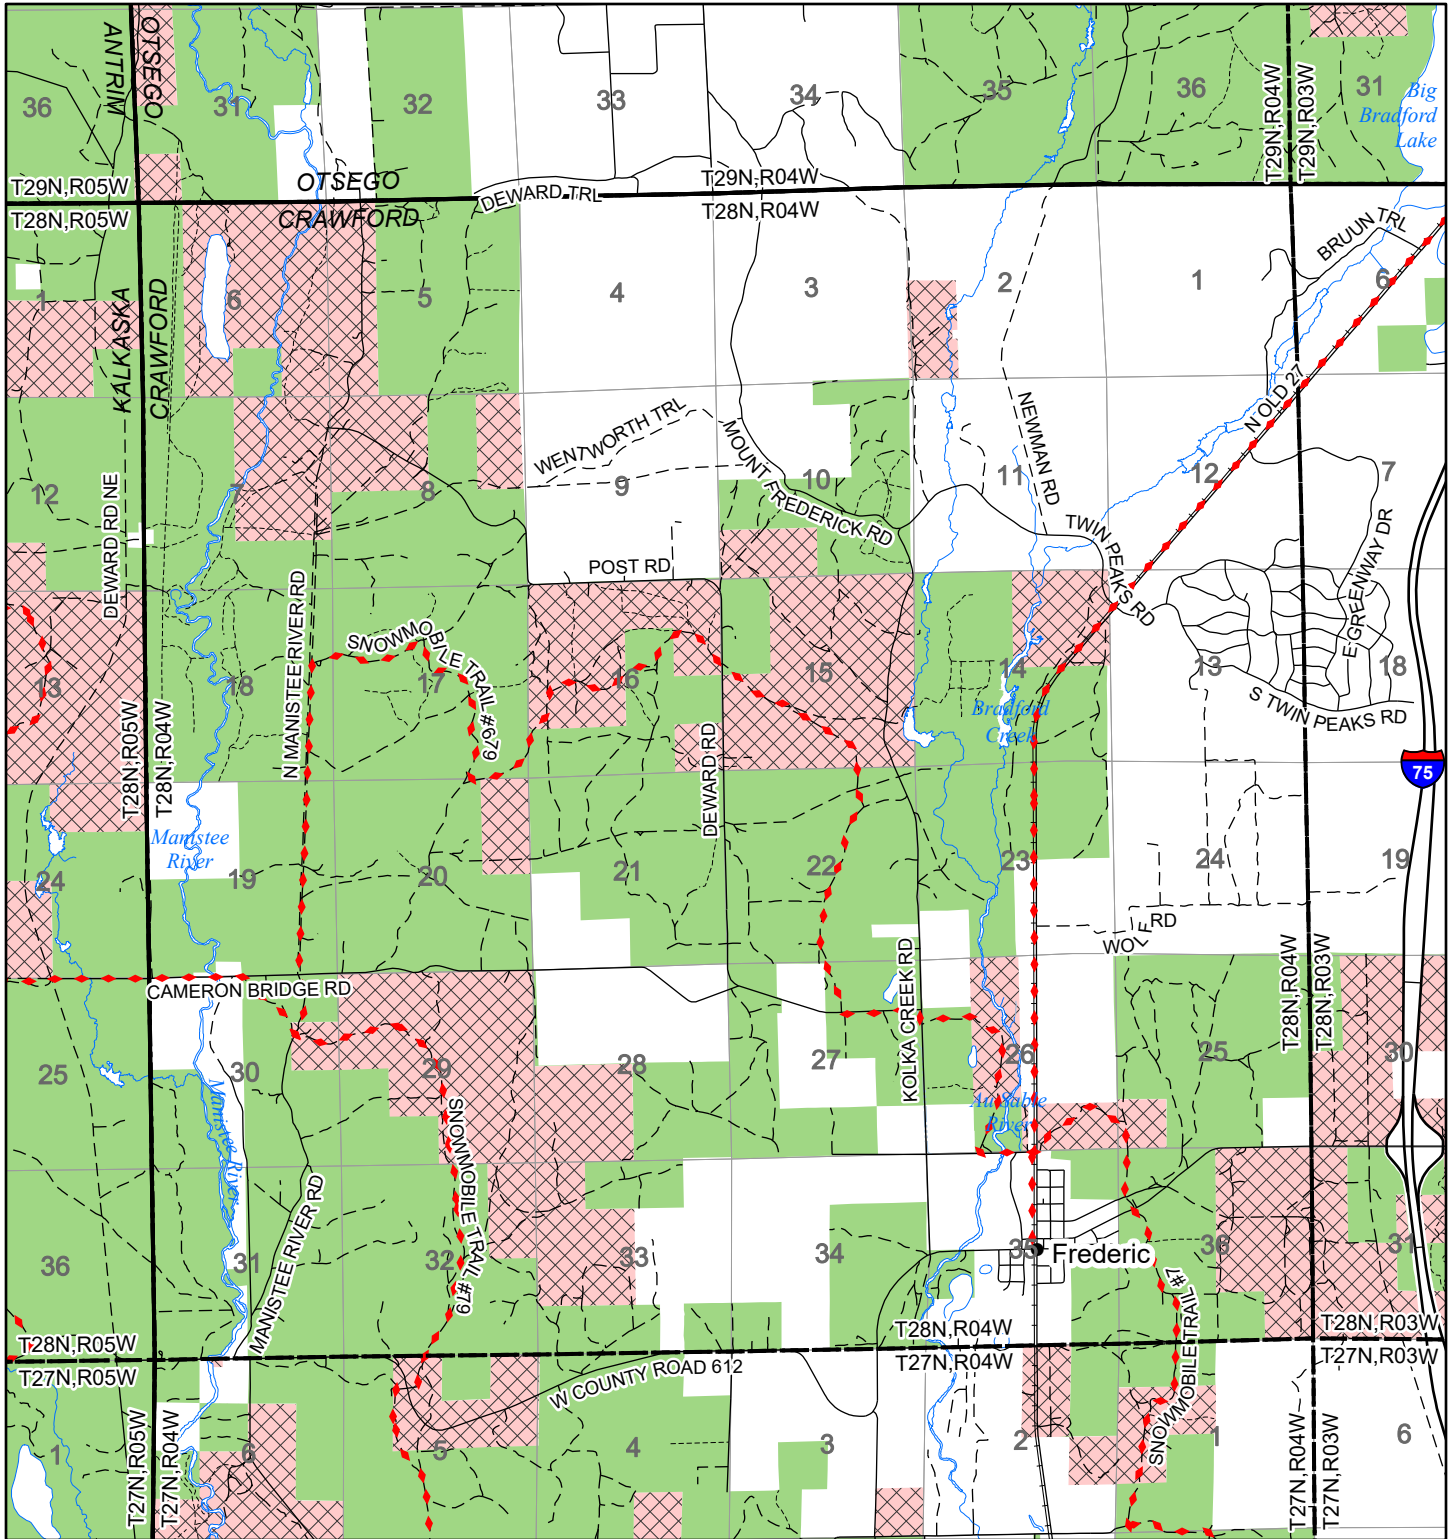 ANTRIM
OTSEGO
36
31
32
33
34
35
36
31
Big
Bradford
Lake
T29N,R04W
T29N,R03W
T29N,R05W
T28N,R05W
OTSEGO
CRAWFORD
DEWARD TRL
T29N,R04W
T28N,R04W
BRUUN TRL
1
6
5
4
3
2
1
6
KALKASKA
CRAWFORD
N OLD 27
NEWMAN RD
WENTWORTH TRL
MOUNT FREDERICK RD
12
7
8
9
10
11
12
7
DEWARD RD NE
POST RD
TWIN PEAKS RD
E GREENWAY DR
N MANISTEE RIVER RD
SNOWMOBILE TRAIL #679
13
18
17
16
15
14
13
18
Bradford
Creek
S TWIN PEAKS RD
T28N,R05W
T28N,R04W
DEWARD RD
75
Manistee
River
24
19
20
21
22
23
24
19
WOLF RD
KOLKA CREEK RD
T28N,R04W
T28N,R03W
CAMERON BRIDGE RD
25
30
29
28
27
26
25
30
Manistee River
SNOWMOBILE TRAIL #79
Au Sable
River
MANISTEE RIVER RD
36
31
32
33
34
35
Frederic
36
31
SNOWMOBILE TRAIL #7
T28N,R05W
T27N,R05W
T28N,R04W
T27N,R04W
T28N,R03W
T27N,R03W
W COUNTY ROAD 612
1
6
5
4
3
2
1
6
T27N,R05W
T27N,R04W
T27N,R04W
T27N,R03W